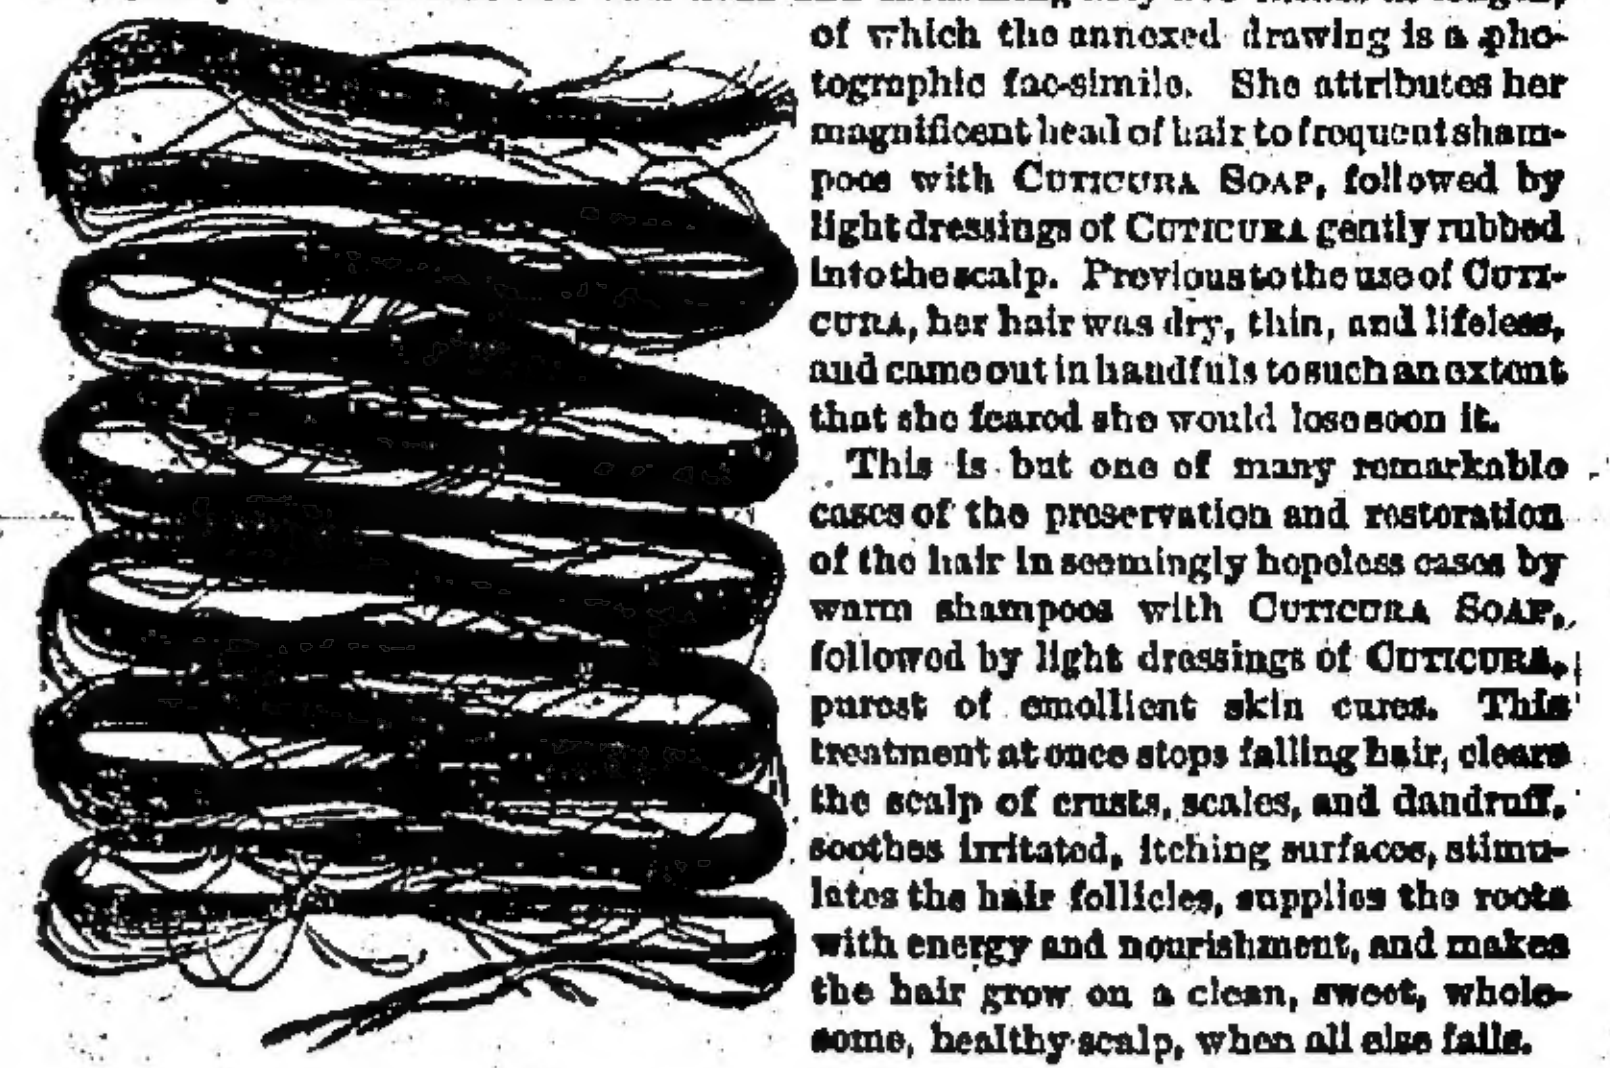 of which the annexed drawing is a pho-
tographic fac-simile. She attributes her
magnificent head of hair to frequent sham-
poos with CUTICURA SOAP, followed by
light dressings of CUTICURA gently rubbed
into the scalp. Previous to the use of CUTI-
CURA, her hair was dry, thin, and lifeless,
and came out in handfuls to such an extent
that she feared she would lose soon it.
This is but one of many remarkable
cases of the preservation and restoration
of the hair in seemingly hopeless cases by
warm shampoos with CUTICURA SOAP,
followed by light dressings of CUTICURA,
purest of emollient skin cures. This
treatment at once stops falling hair, clears
the scalp of crusts, scales, and dandruff,
soothes irritated, itching surfaces, stimu-
lates the hair follicles, supplies the roots
with energy and nourishment, and makes
the hair grow on a clean, sweet, whole-
some, healthy scalp, when all else fails.